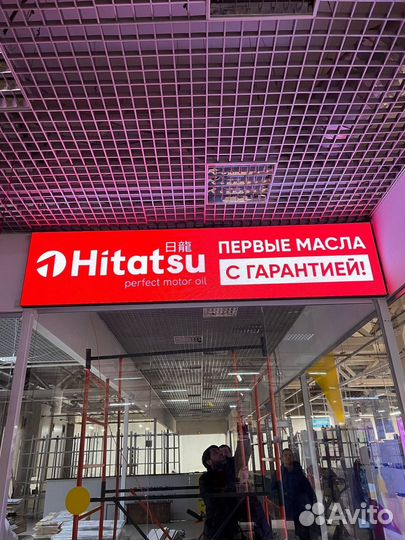 日龍
Hitatsu
perfect motor oil
ПЕРВЫЕ МАСЛА
С ГАРАНТИЕЙ!
Avito